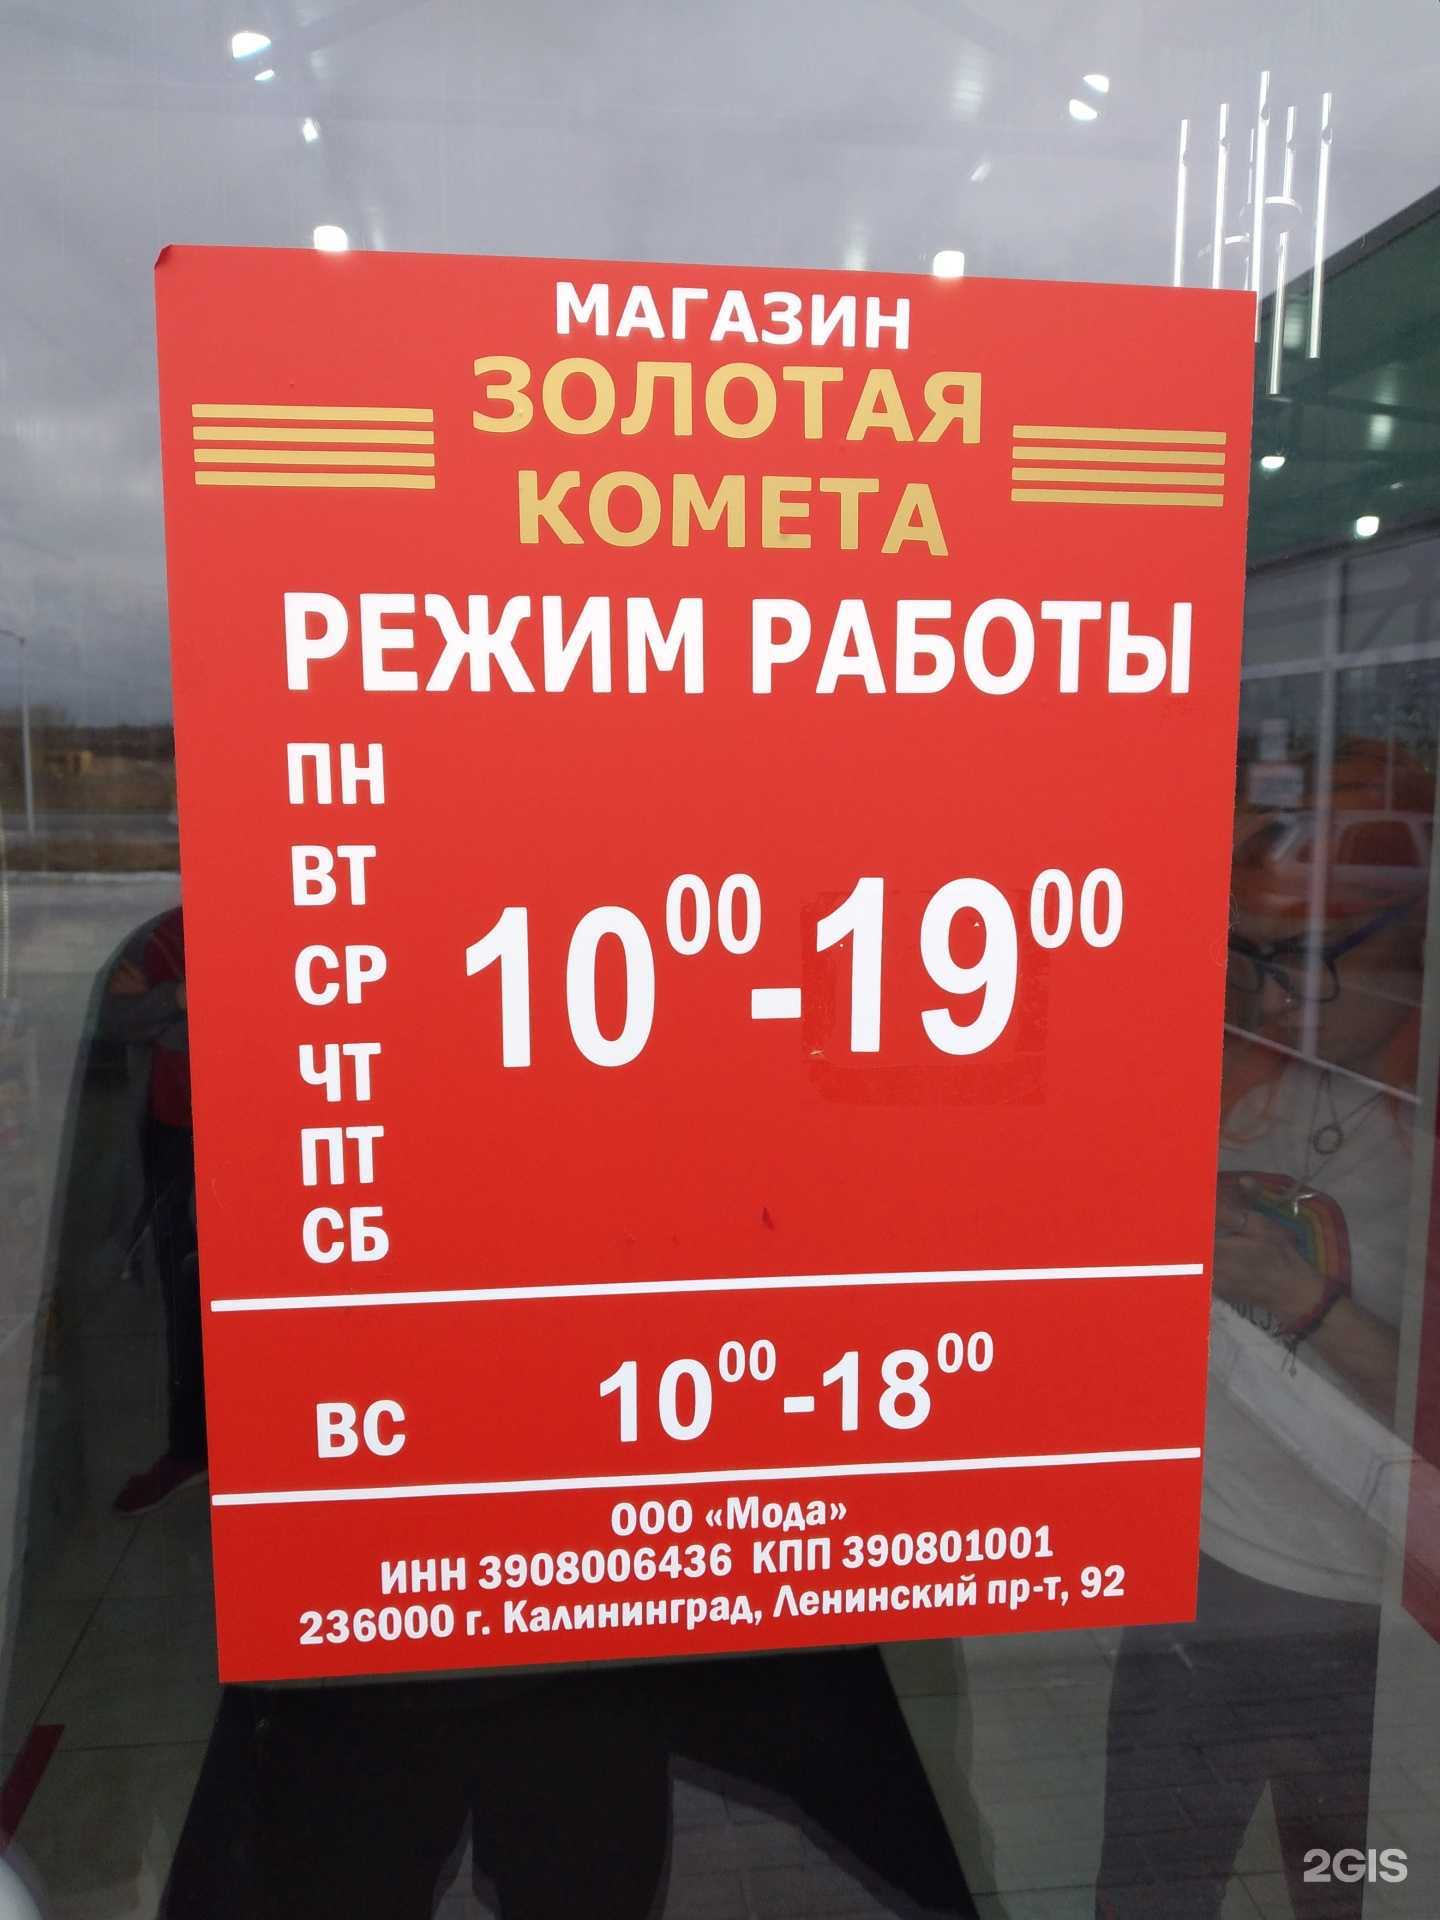 МАГАЗИН
ЗОЛОТАЯ
КОМЕТА
РЕЖИМ РАБОТЫ
ПН
ВТ
СР
ЧТ
ПТ
СБ
10⁰⁰-19⁰⁰
ВС 10⁰⁰-18⁰⁰
ООО «Мода»
ИНН 3908006436 КПП 390801001
236000 г. Калининград, Ленинский пр-т, 92
2GIS